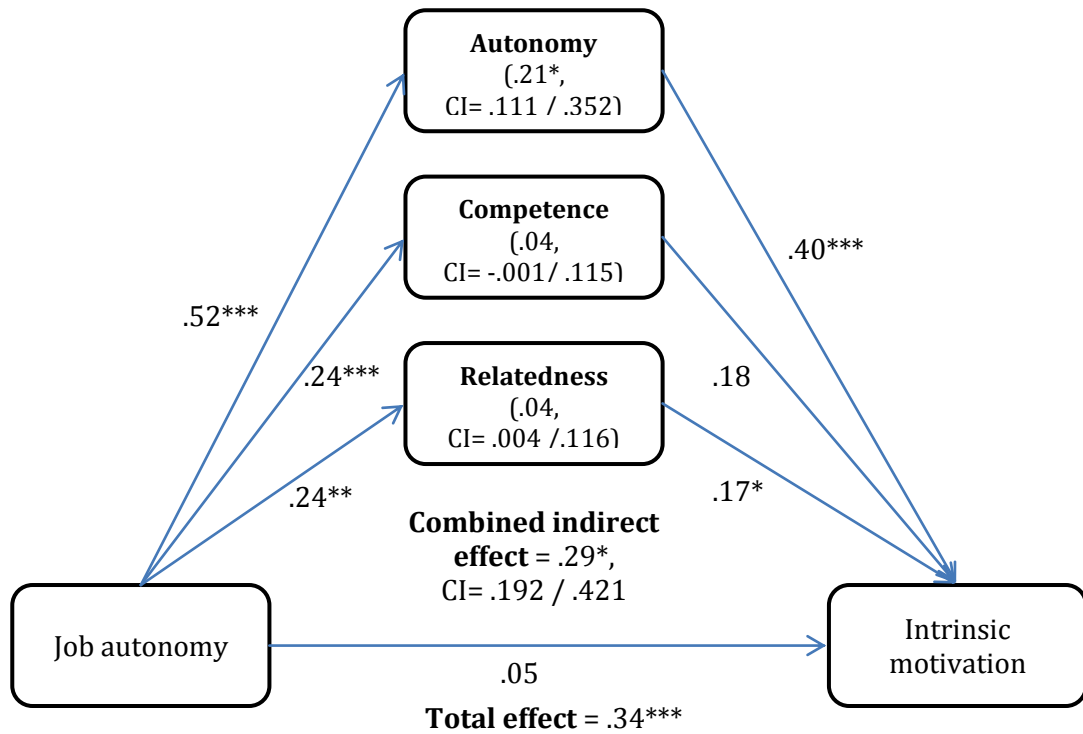 Autonomy
(.21*,
CI= .111 / .352)
Competence
(.04,
CI= -.001/ .115)
.40***
.52***
Relatedness
(.04,
CI= .004 /.116)
.24***
.18
.24**
.17*
Combined indirect
effect = .29*,
CI= .192 / .421
Job autonomy
Intrinsic
motivation
.05
Total effect = .34***